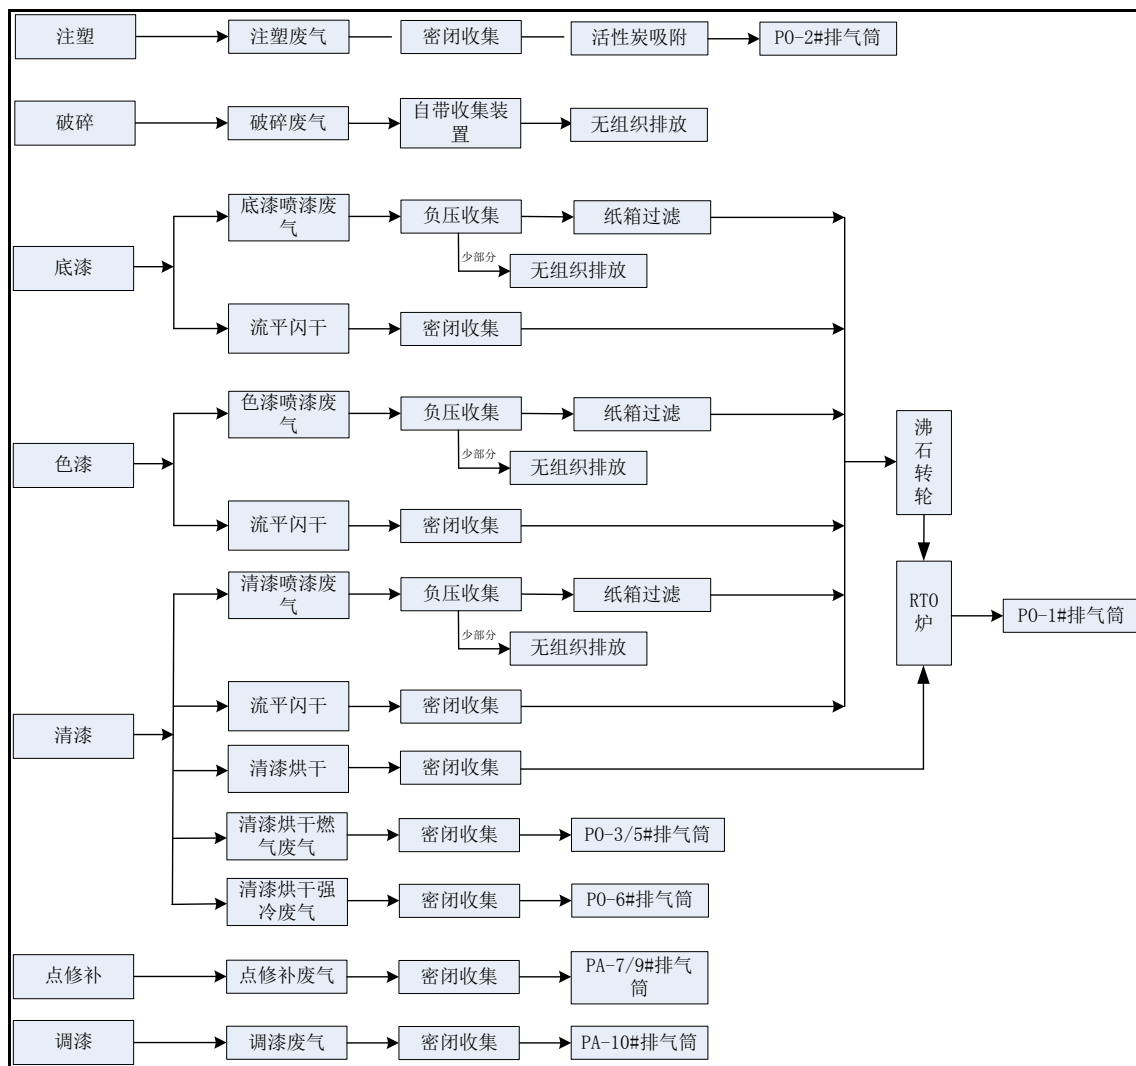 注塑
注塑废气
密闭收集
活性炭吸附
PO-2#排气筒
破碎
破碎废气
自带收集装
置
无组织排放
底漆
底漆喷漆废
气
负压收集
纸箱过滤
少部分
无组织排放
流平闪干
密闭收集
色漆
色漆喷漆废
气
负压收集
纸箱过滤
少部分
无组织排放
流平闪干
密闭收集
沸
石
转
轮
清漆
清漆喷漆废
气
负压收集
纸箱过滤
少部分
无组织排放
RTO
炉
PO-1#排气筒
流平闪干
密闭收集
清漆烘干
密闭收集
清漆烘干燃
气废气
密闭收集
PO-3/5#排气筒
清漆烘干强
冷废气
密闭收集
PO-6#排气筒
点修补
点修补废气
密闭收集
PA-7/9#排气
筒
调漆
调漆废气
密闭收集
PA-10#排气筒